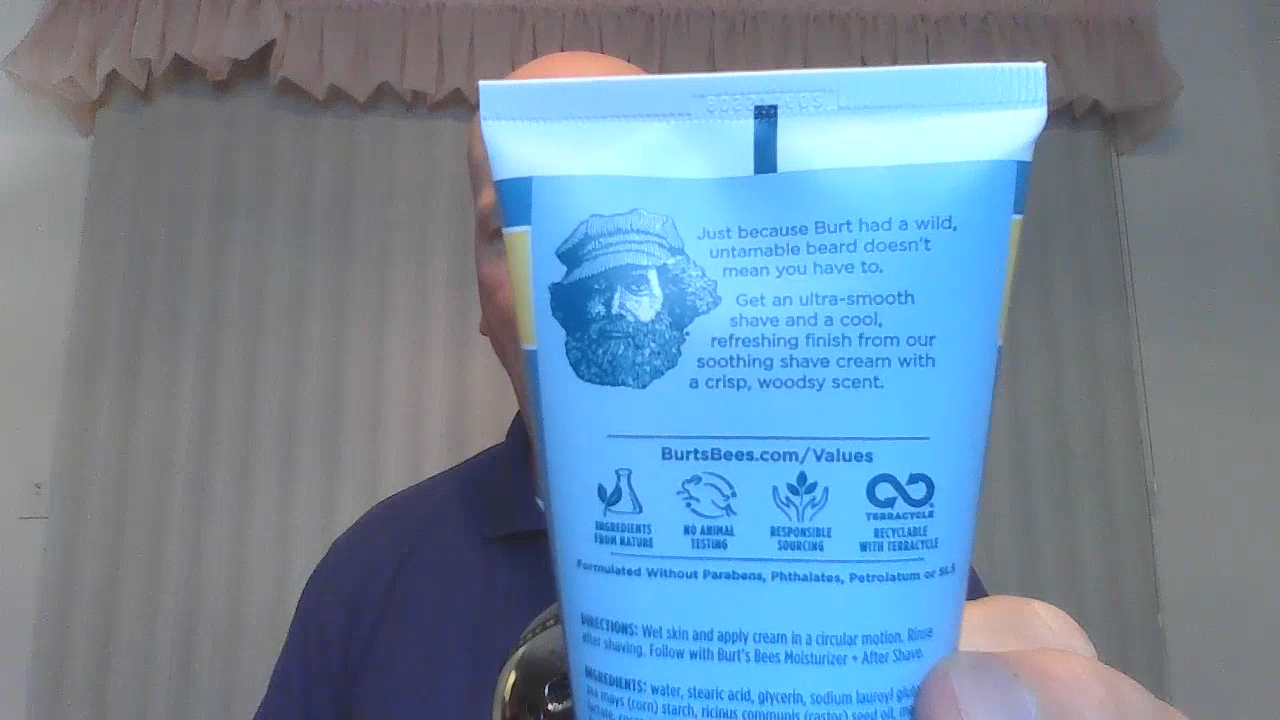 Just because Burt had a wild,
untamable beard doesn't
mean you have to.
Get an ultra-smooth
shave and a cool,
refreshing finish from our
soothing shave cream with
a crisp, woodsy scent.
BurtsBees.com/Values
INGREDIENTS
FROM NATURE
NO ANIMAL
TESTING
RESPONSIBLE
SOURCING
TERRACYCLE
RECYCLABLE
WITH TERRACYCLE
Formulated Without Parabens, Phthalates, Petrolatum or SLS
DIRECTIONS: Wet skin and apply cream in a circular motion. Rinse
after shaving. Follow with Burt's Bees Moisturizer + After Shave.
INGREDIENTS: water, stearic acid, glycerin, sodium lauroyl
mays (corn) starch, ricinus communis (castor) seed oil,